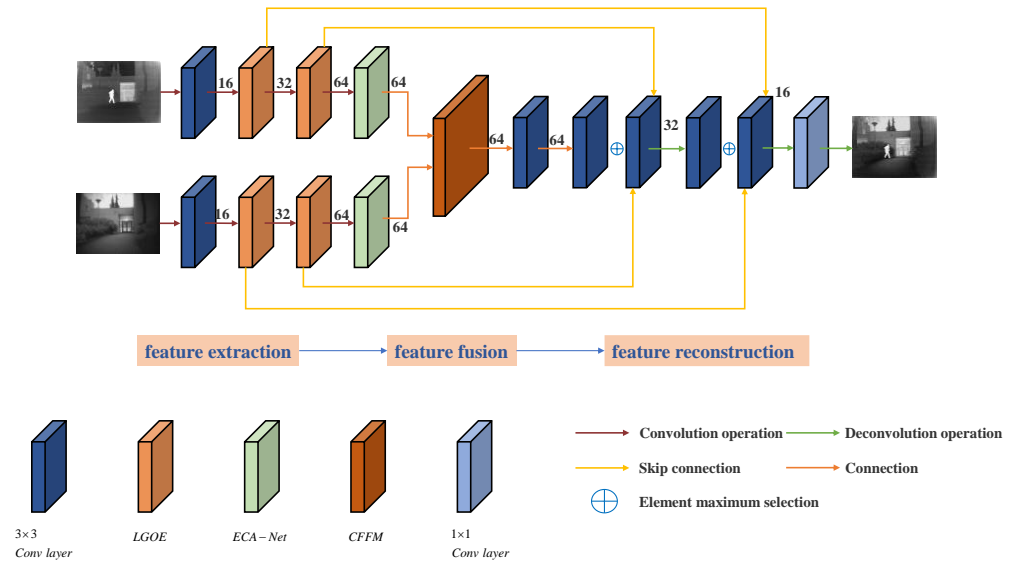 16 32 64 64
64 64 32 16
16 32 64 64
feature extraction feature fusion feature reconstruction
Convolution operation Deconvolution operation
Skip connection Connection
Element maximum selection
3×3
Conv layer
LGOE
ECA−Net
CFFM
1×1
Conv layer